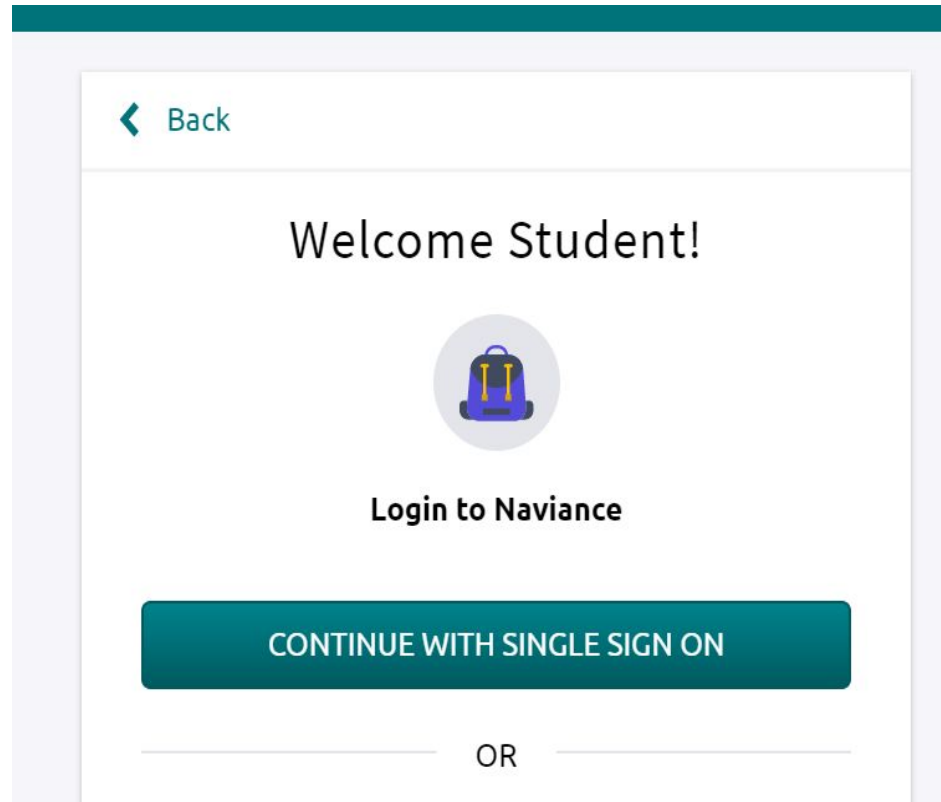 Back
Welcome Student!
Login to Naviance
CONTINUE WITH SINGLE SIGN ON
OR